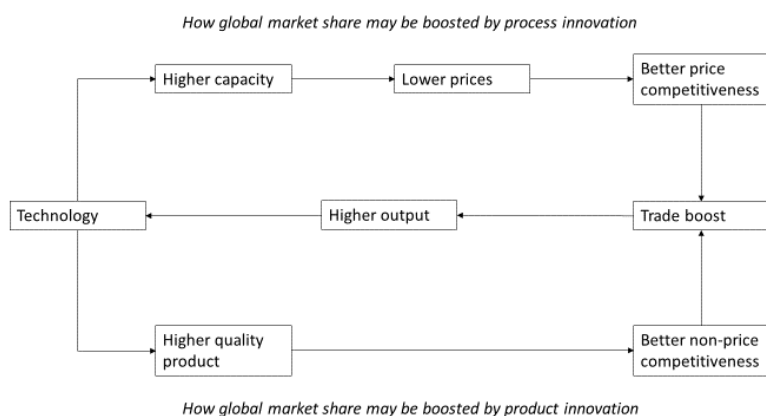 How global market share may be boosted by process innovation
Higher capacity
Lower prices
Better price
competitiveness
Technology
Higher output
Trade boost
Higher quality
product
Better non-price
competitiveness
How global market share may be boosted by product innovation